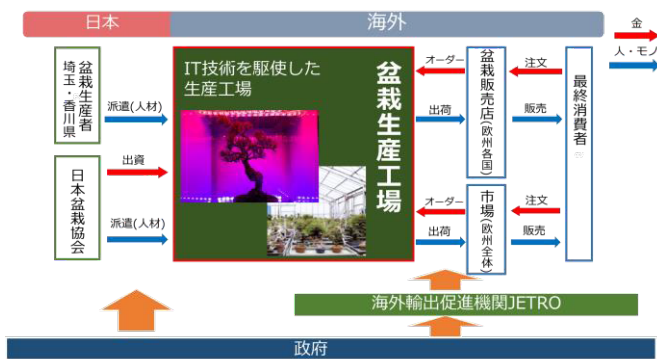 日本
海外
金
人・モノ
盆栽生産者
埼玉・香川県
派遣(人材)
出資
日本盆栽協会
派遣(人材)
IT技術を駆使した
生産工場
盆栽生産工場
オーダー
出荷
盆栽販売店(欧州各国)
注文
販売
最終消費者
オーダー
出荷
市場(欧州全体)
注文
販売
海外輸出促進機関JETRO
政府